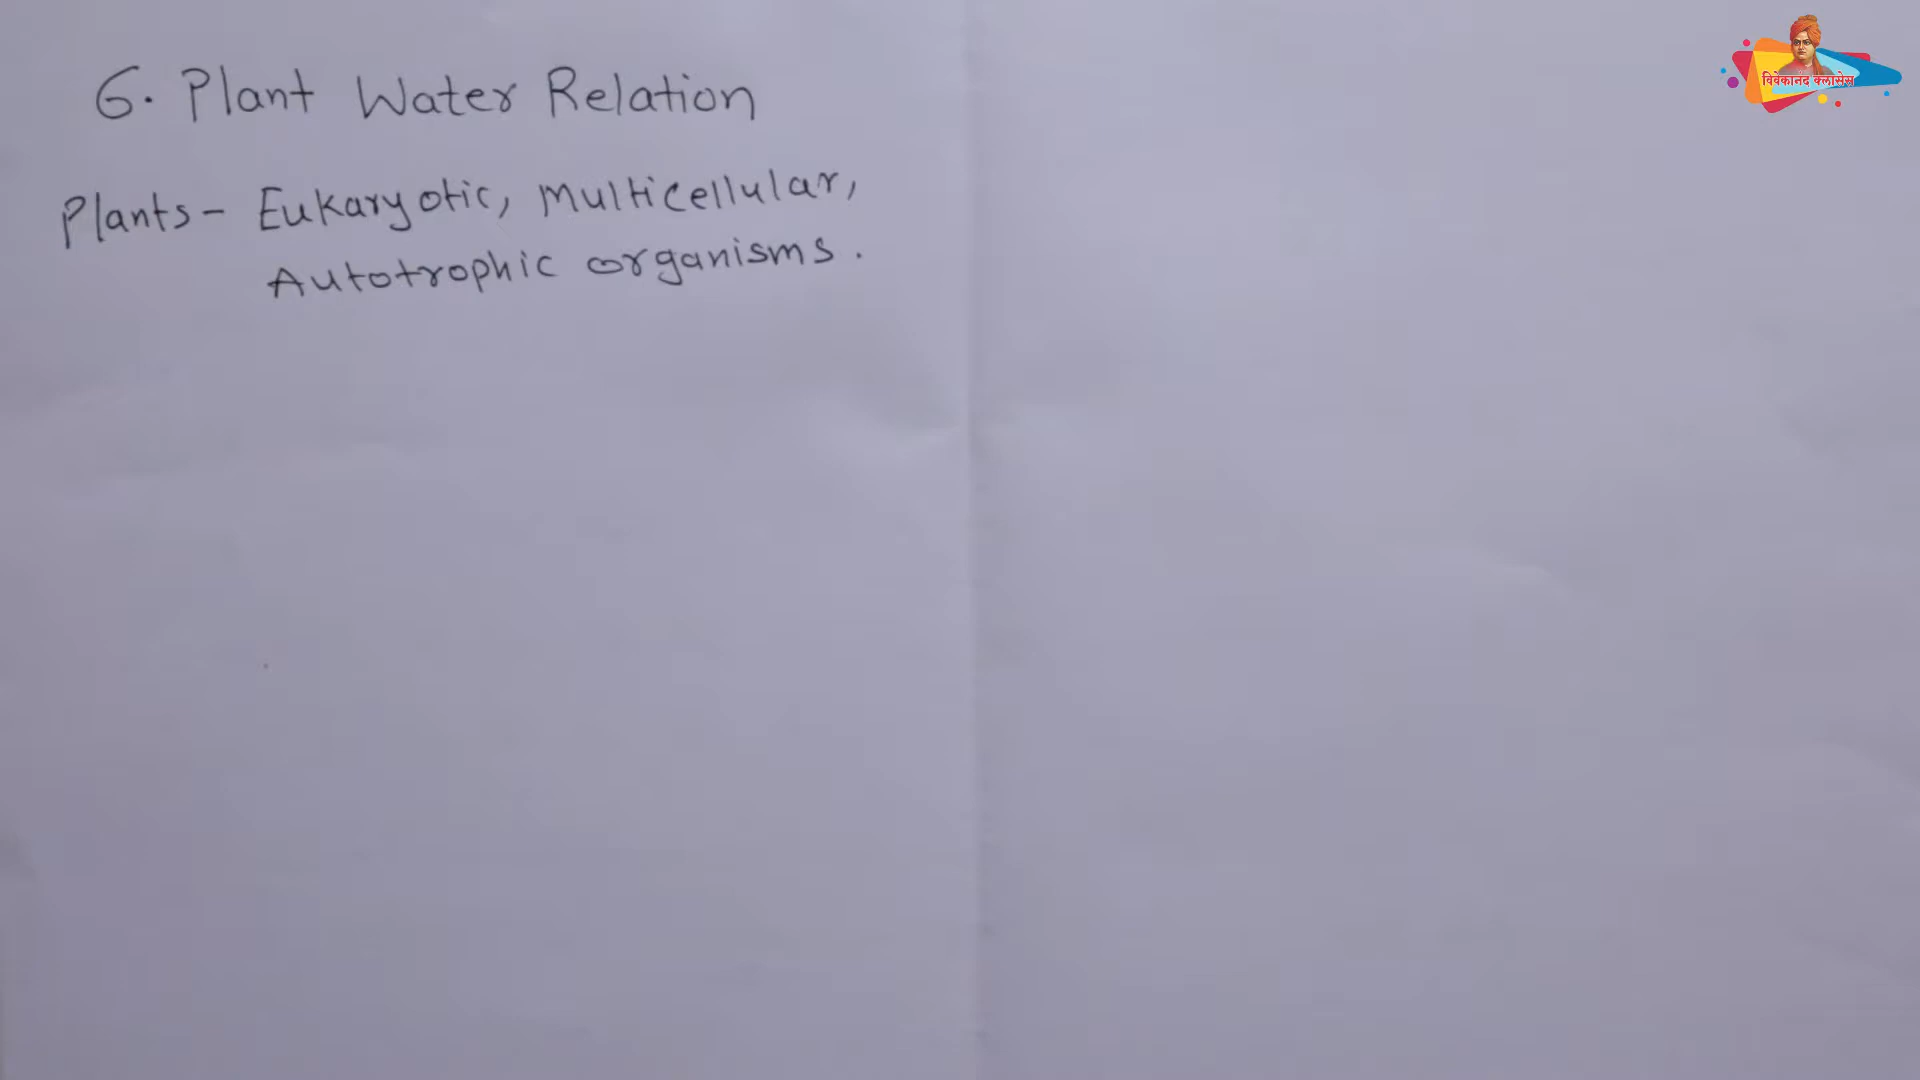 6. Plant Water Relation
Plants- Eukaryotic, Multicellular,
Autotrophic organisms.
विवेकानंद क्लासेस